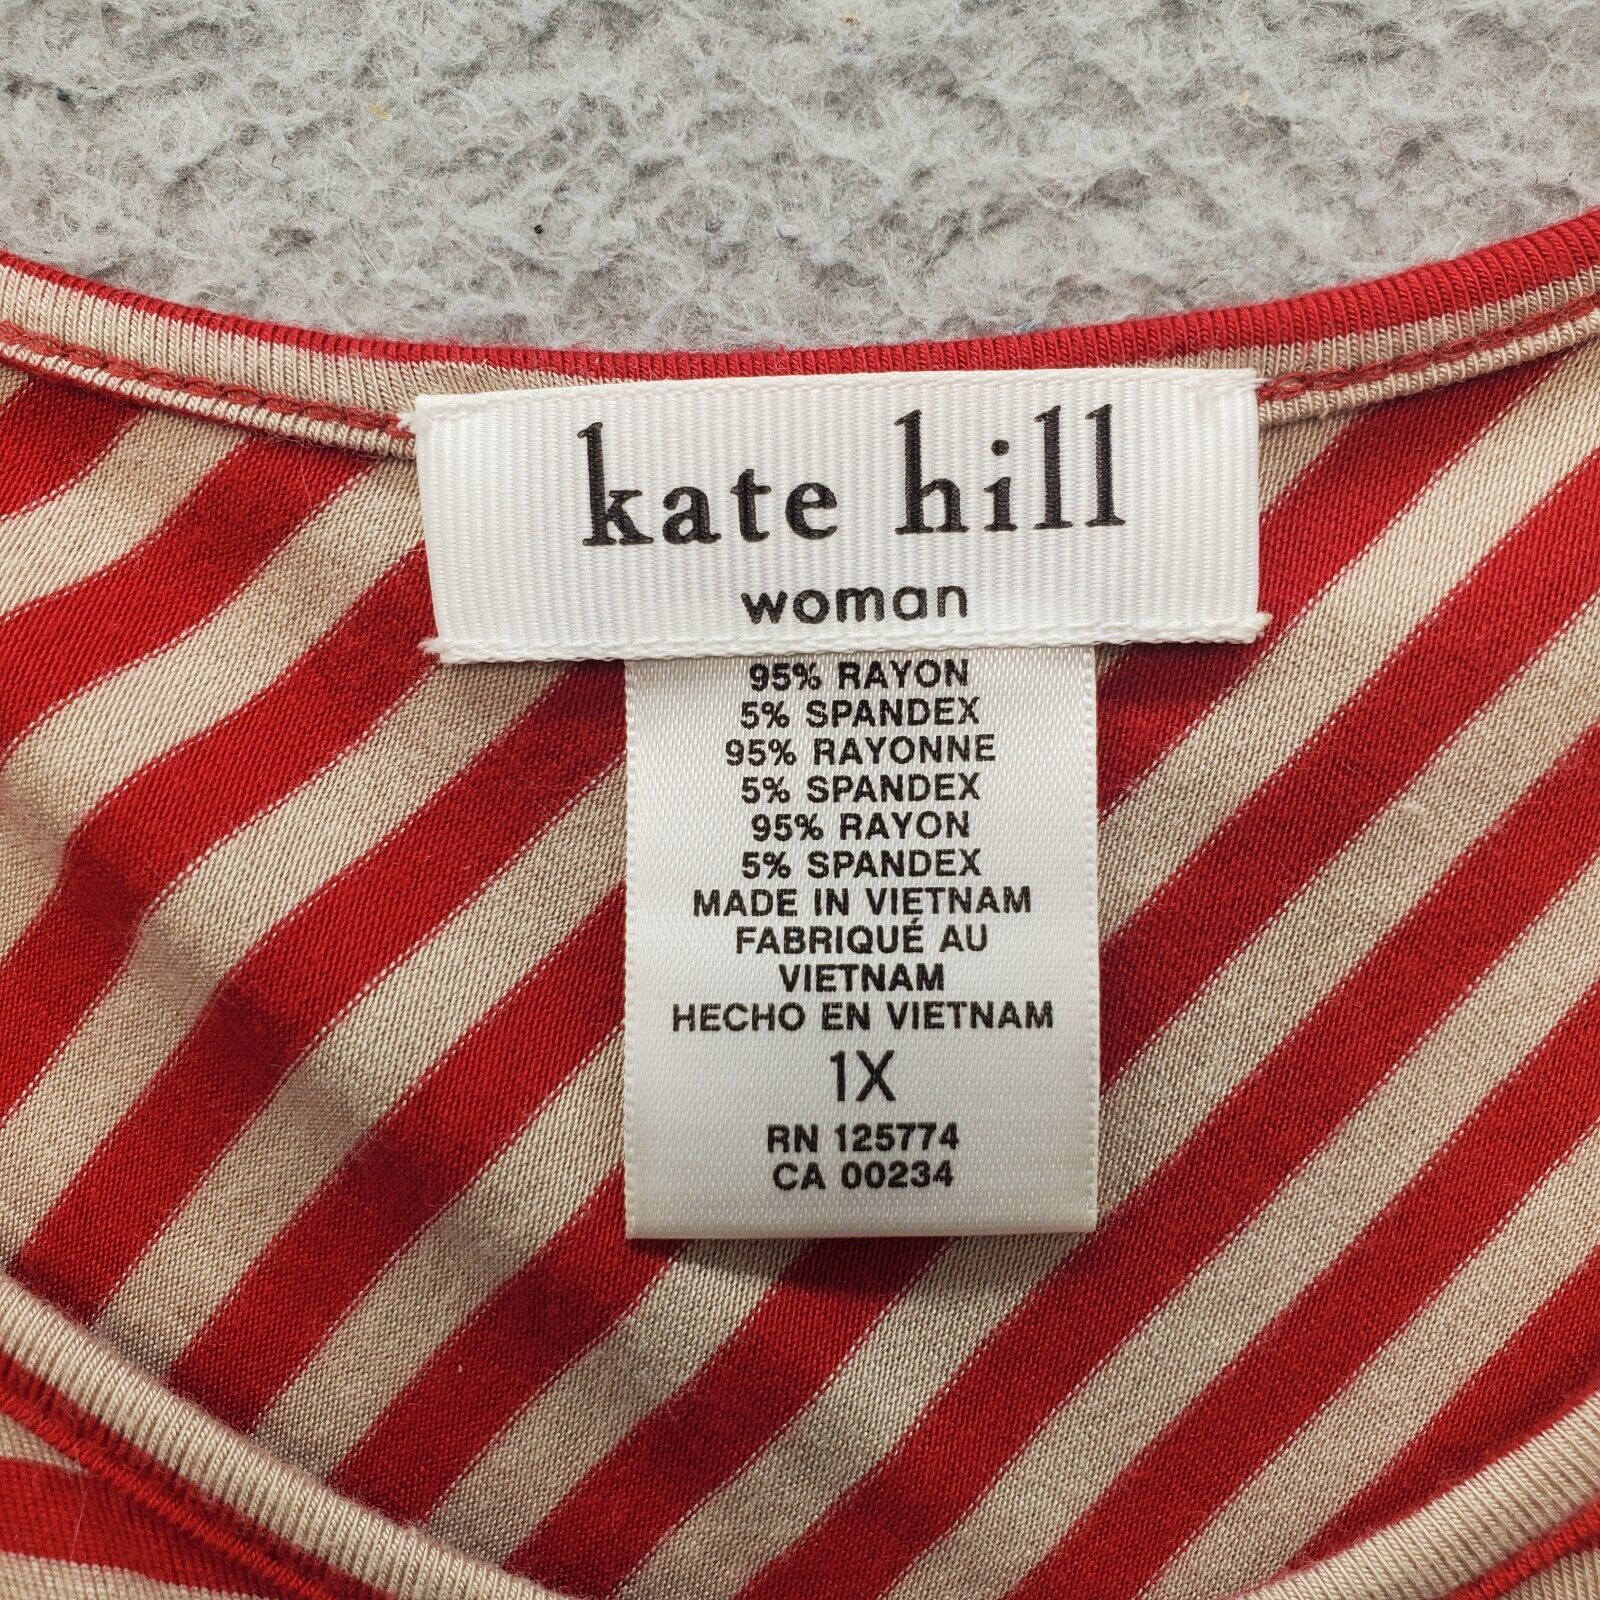 kate hill
woman
95% RAYON
5% SPANDEX
95% RAYONNE
5% SPANDEX
95% RAYON
5% SPANDEX
MADE IN VIETNAM
FABRIQUÉ AU
VIETNAM
HECHO EN VIETNAM
1X
RN 125774
CA 00234